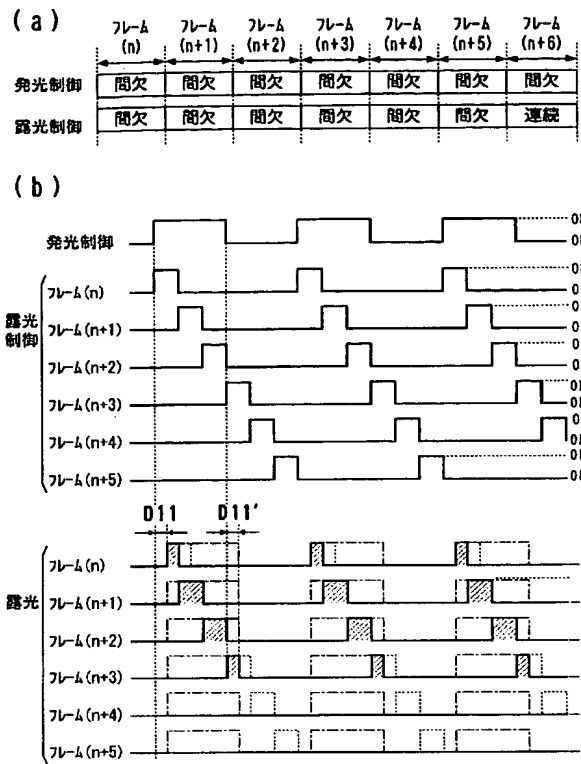 (a)
フレーム フレーム フレーム フレーム フレーム フレーム フレーム
(n) (n+1) (n+2) (n+3) (n+4) (n+5) (n+6)
発光制御 間欠 間欠 間欠 間欠 間欠 間欠 間欠
露光制御 間欠 間欠 間欠 間欠 間欠 間欠 連続
(b)
発光制御
露光制御
フレーム(n)
フレーム(n+1)
フレーム(n+2)
フレーム(n+3)
フレーム(n+4)
フレーム(n+5)
D11 D11'
露光
フレーム(n)
フレーム(n+1)
フレーム(n+2)
フレーム(n+3)
フレーム(n+4)
フレーム(n+5)